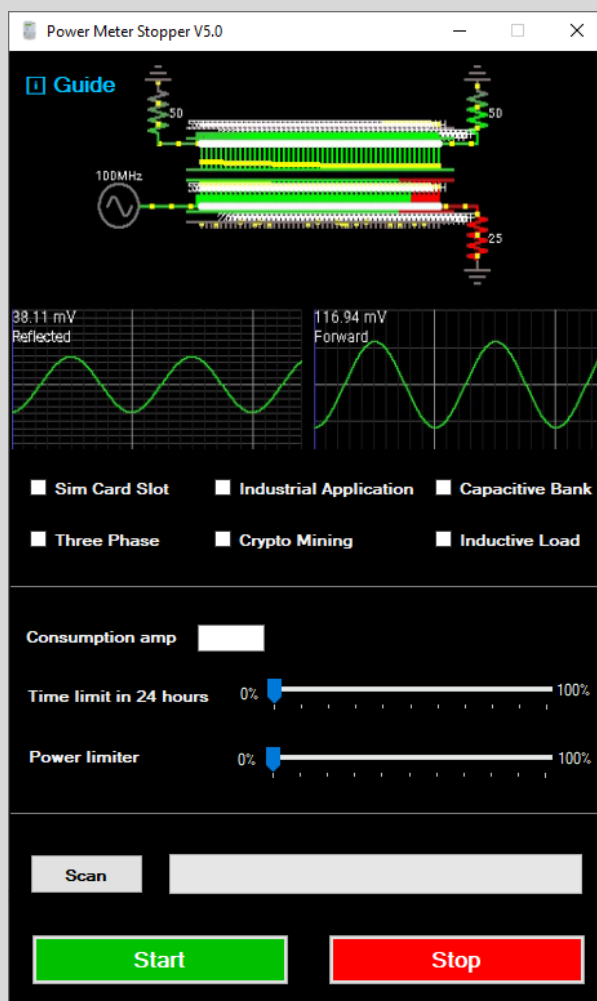 Power Meter Stopper V5.0
i Guide
50
50
100MHz
25
38.11 mV
Reflected
116.94 mV
Forward
Sim Card Slot
Industrial Application
Capacitive Bank
Three Phase
Crypto Mining
Inductive Load
Consumption amp
Time limit in 24 hours
0%
100%
Power limiter
0%
100%
Scan
Start
Stop